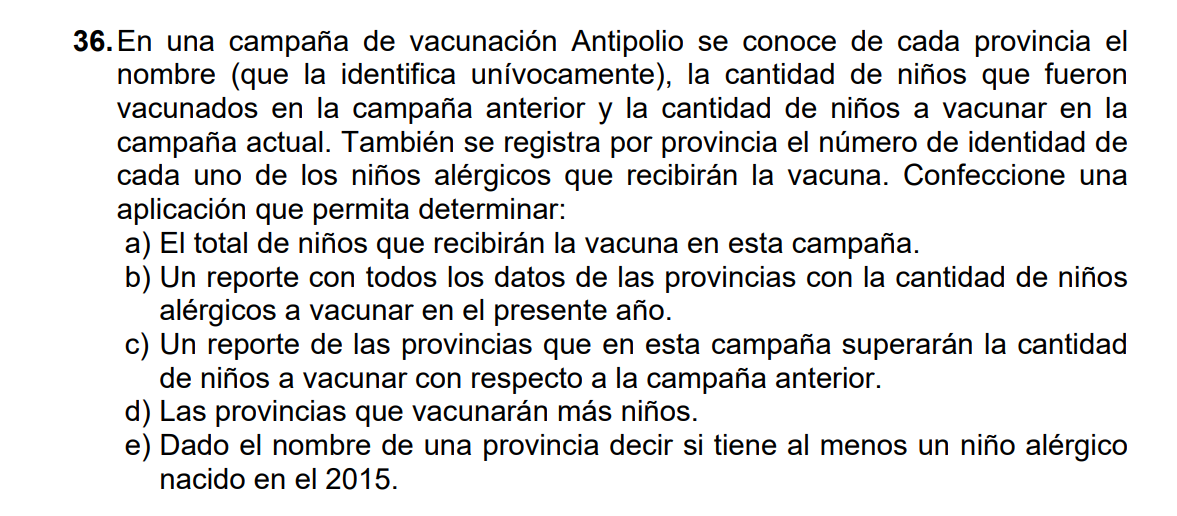 36. En una campaña de vacunación Antipolio se conoce de cada provincia el
nombre (que la identifica unívocamente), la cantidad de niños que fueron
vacunados en la campaña anterior y la cantidad de niños a vacunar en la
campaña actual. También se registra por provincia el número de identidad de
cada uno de los niños alérgicos que recibirán la vacuna. Confeccione una
aplicación que permita determinar:
a) El total de niños que recibirán la vacuna en esta campaña.
b) Un reporte con todos los datos de las provincias con la cantidad de niños
alérgicos a vacunar en el presente año.
c) Un reporte de las provincias que en esta campaña superarán la cantidad
de niños a vacunar con respecto a la campaña anterior.
d) Las provincias que vacunarán más niños.
e) Dado el nombre de una provincia decir si tiene al menos un niño alérgico
nacido en el 2015.